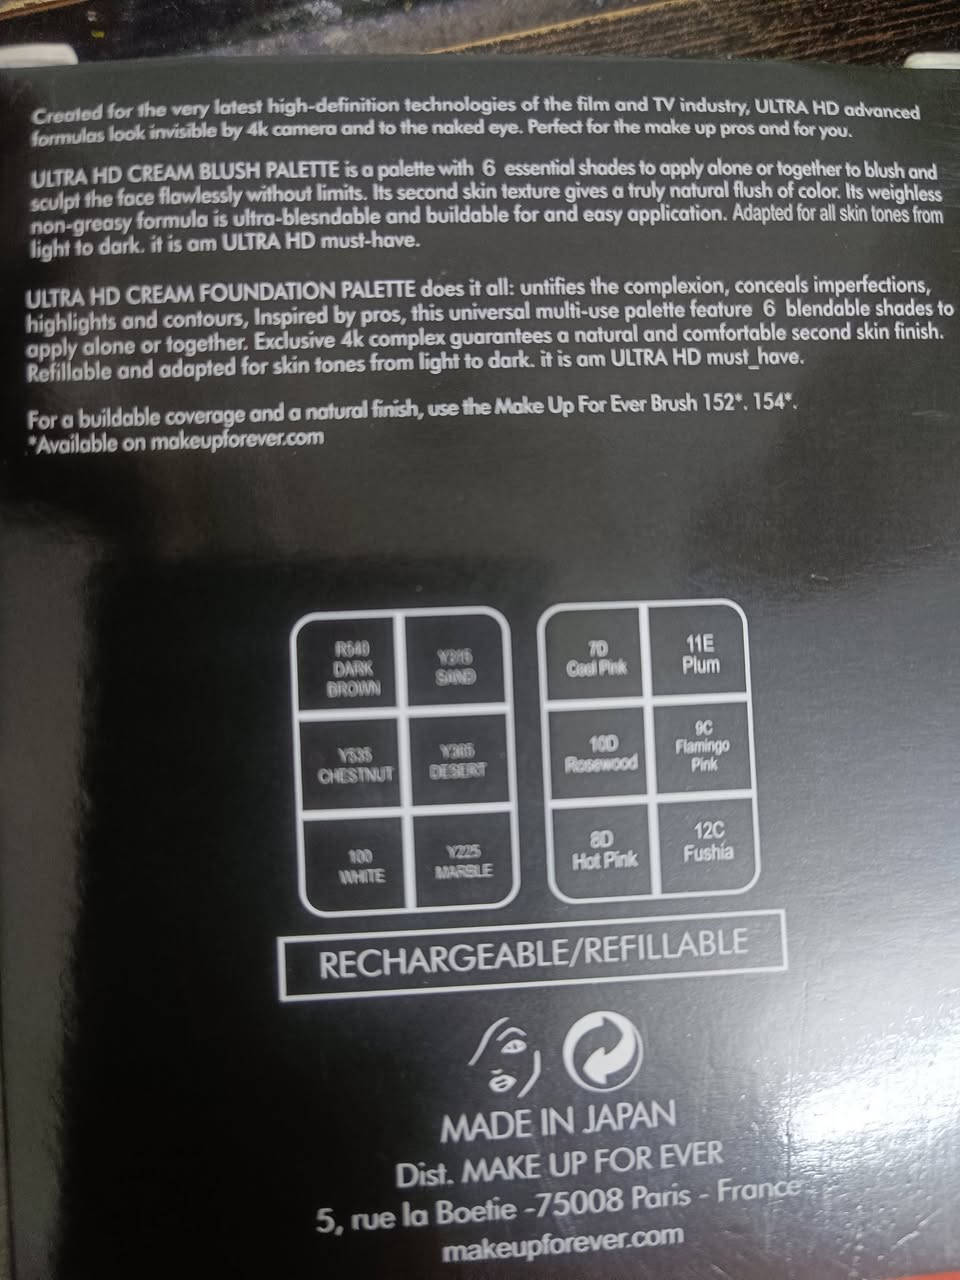 Created for the very latest high-definition technologies of the film and TV industry, ULTRA HD advanced
formulas look invisible by 4k camera and to the naked eye. Perfect for the make up pros and for you.
ULTRA HD CREAM BLUSH PALETTE is a palette with 6 essential shades to apply alone or together to blush and
sculpt the face flawlessly without limits. Its second skin texture gives a truly natural flush of color. Its weighless
non-greasy formula is ultra-blesndable and buildable for and easy application. Adapted for all skin tones from
light to dark. it is am ULTRA HD must-have.
ULTRA HD CREAM FOUNDATION PALETTE does it all: untifies the complexion, conceals imperfections,
highlights and contours, Inspired by pros, this universal multi-use palette feature 6 blendable shades to
apply alone or together. Exclusive 4k complex guarantees a natural and comfortable second skin finish.
Refillable and adapted for skin tones from light to dark. it is am ULTRA HD must_have.
For a buildable coverage and a natural finish, use the Make Up For Ever Brush 152*. 154*.
*Available on makeupforever.com
R540
DARK
BROWN
SAND
Y535
CHESTNUT
Y365
DESERT
100
WHITE
Y225
MARBLE
7D
Cool Pink
11E
Plum
10D
Rosewood
9C
Flamingo
Pink
8D
Hot Pink
12C
Fushia
RECHARGEABLE/REFILLABLE
MADE IN JAPAN
Dist. MAKE UP FOR EVER
5, rue la Boetie -75008 Paris - France
makeupforever.com